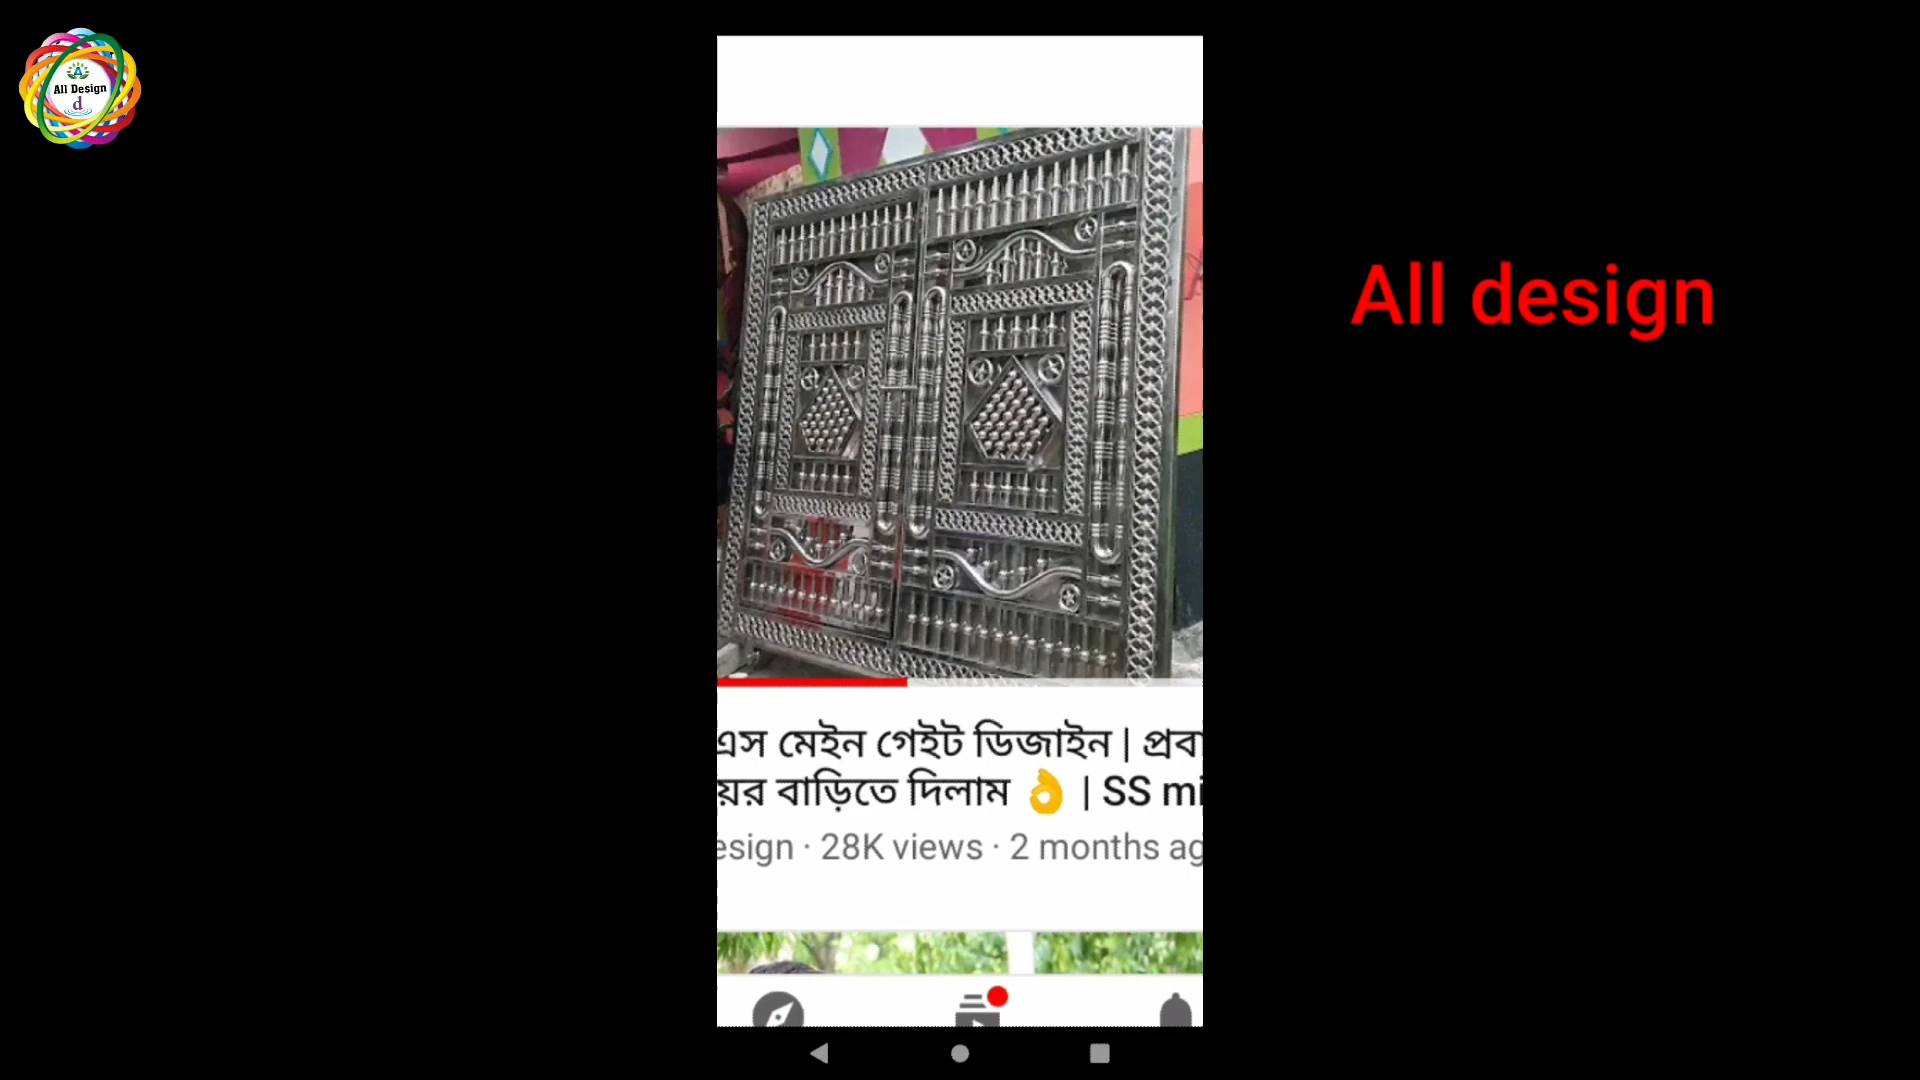 All Design
d
All design
এস মেইন গেইট ডিজাইন | প্রবা
য়ের বাড়িতে দিলাম 👌 | SS mi
esign · 28K views · 2 months ag